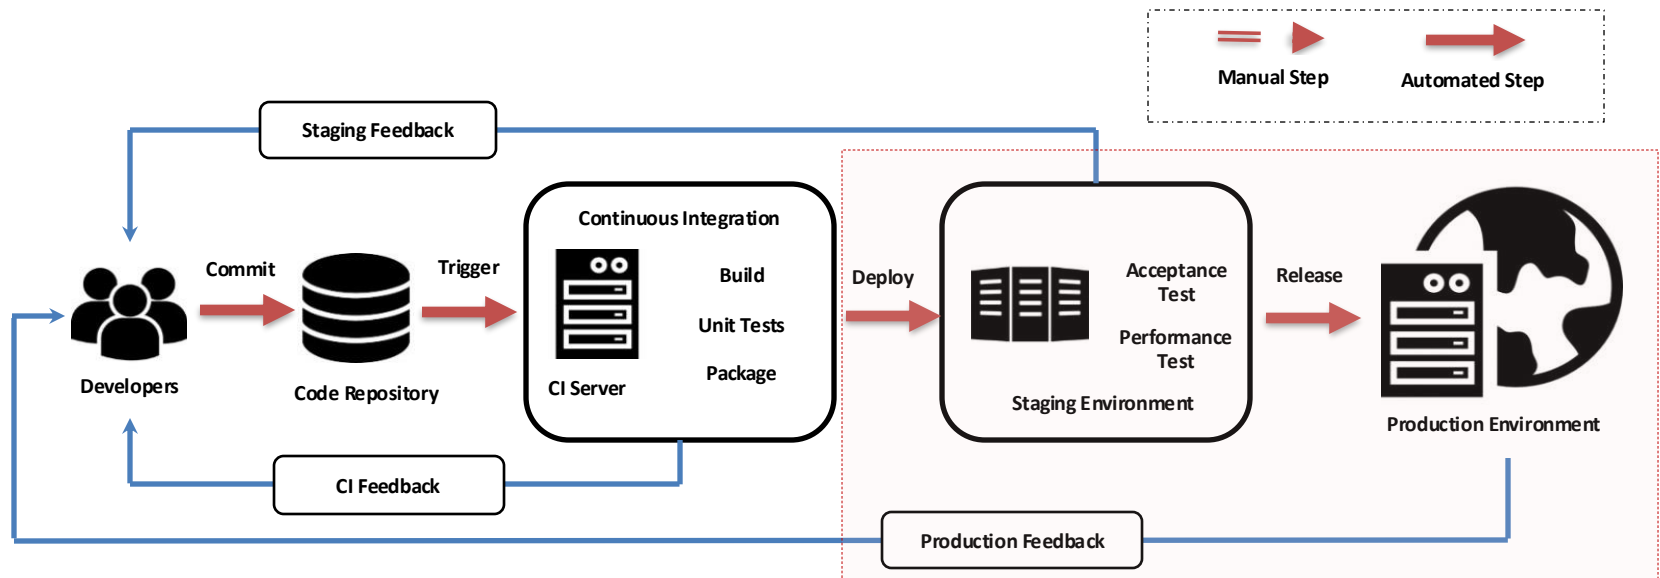 Manual Step
Automated Step
Staging Feedback
Continuous Integration
Commit
Trigger
Build
Deploy
Acceptance
Test
Release
Unit Tests
Performance
Test
Package
Developers
Code Repository
CI Server
Staging Environment
Production Environment
CI Feedback
Production Feedback